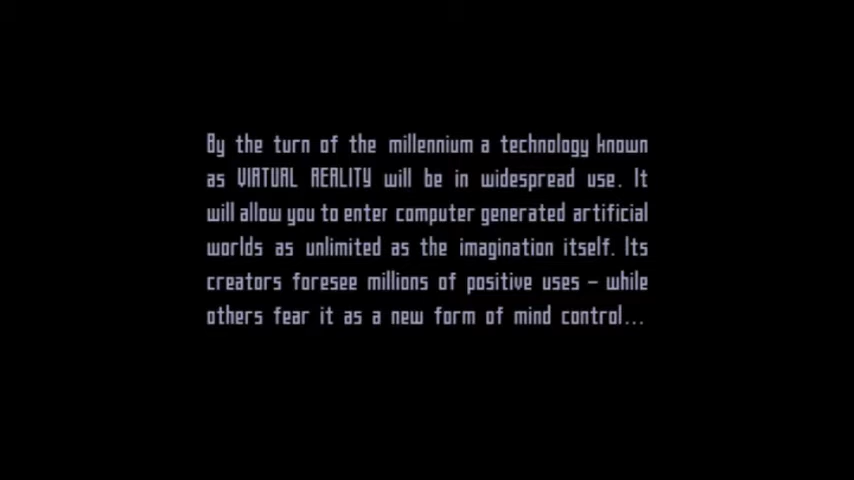 By the turn of the millennium a technology known
as VIRTUAL REALITY will be in widespread use. It
will allow you to enter computer generated artificial
worlds as unlimited as the imagination itself. Its
creators foresee millions of positive uses – while
others fear it as a new form of mind control...